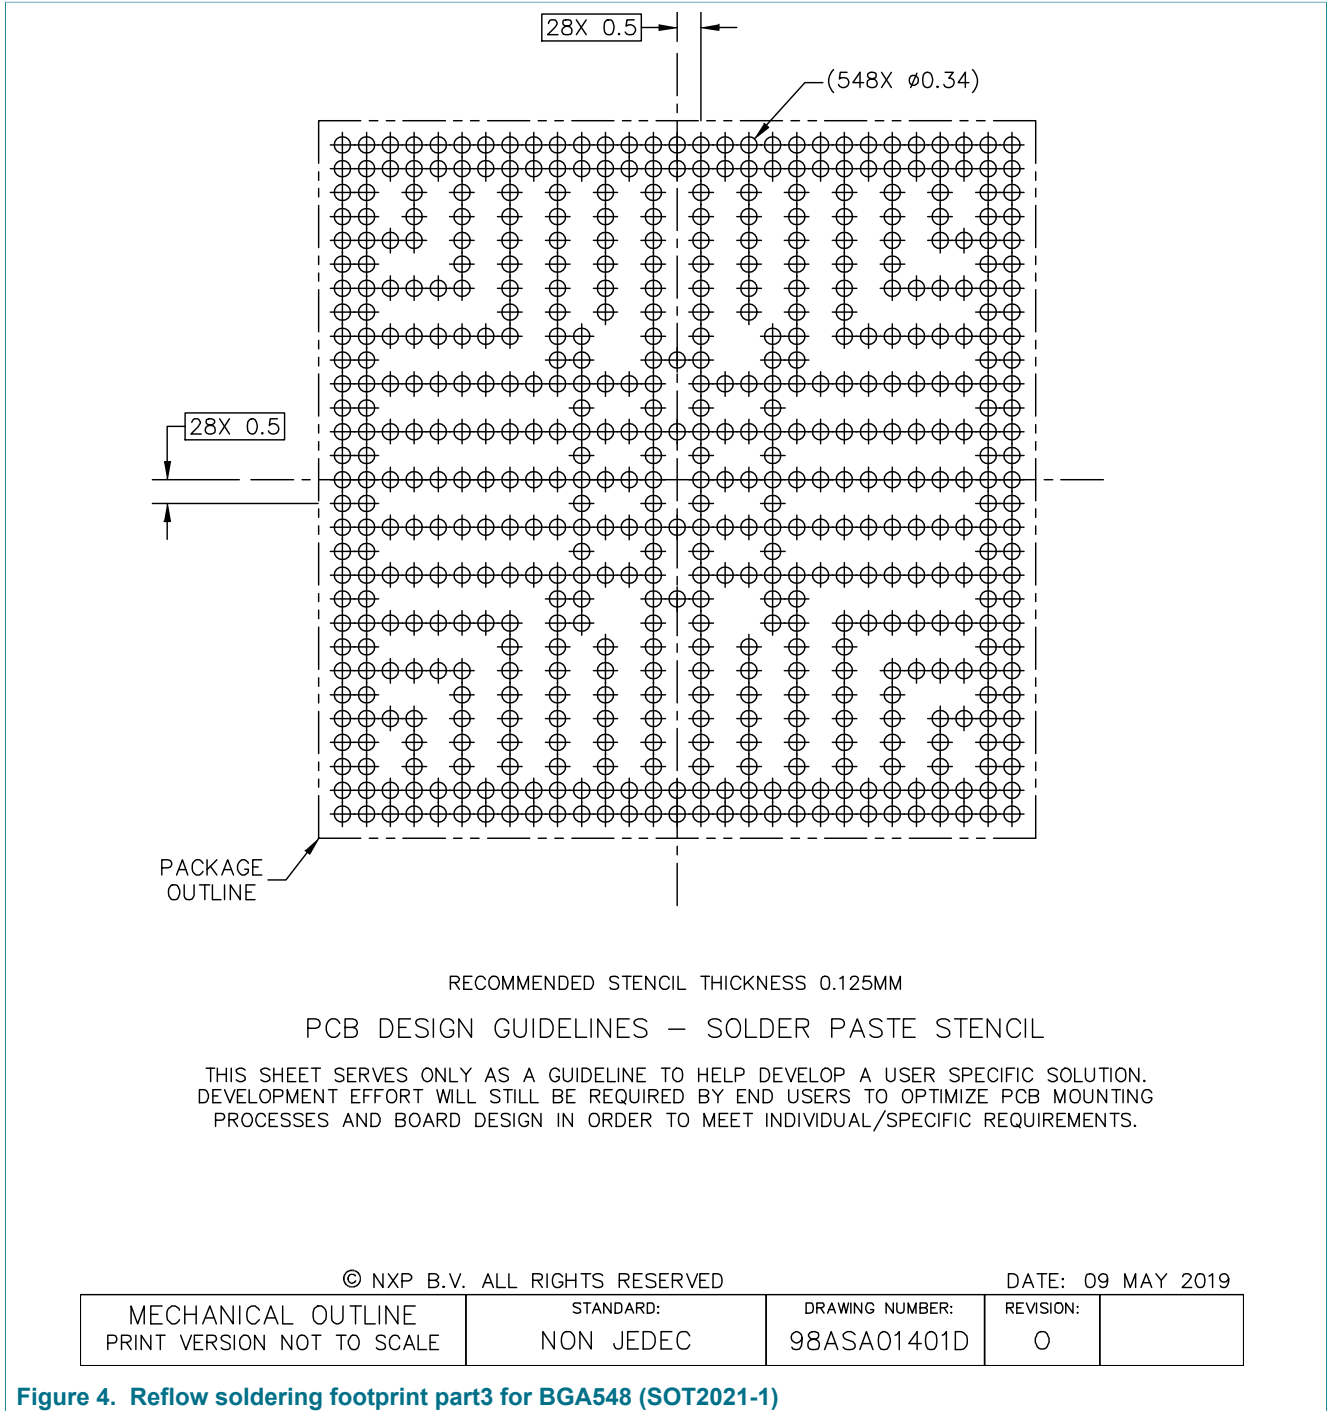 28X 0.5
(548X ø0.34)
28X 0.5
PACKAGE
OUTLINE
RECOMMENDED STENCIL THICKNESS 0.125MM
PCB DESIGN GUIDELINES – SOLDER PASTE STENCIL
THIS SHEET SERVES ONLY AS A GUIDELINE TO HELP DEVELOP A USER SPECIFIC SOLUTION.
DEVELOPMENT EFFORT WILL STILL BE REQUIRED BY END USERS TO OPTIMIZE PCB MOUNTING
PROCESSES AND BOARD DESIGN IN ORDER TO MEET INDIVIDUAL/SPECIFIC REQUIREMENTS.
© NXP B.V. ALL RIGHTS RESERVED
DATE: 09 MAY 2019
MECHANICAL OUTLINE
PRINT VERSION NOT TO SCALE
STANDARD:
NON JEDEC
DRAWING NUMBER:
98ASA01401D
REVISION:
O
Figure 4. Reflow soldering footprint part3 for BGA548 (SOT2021-1)